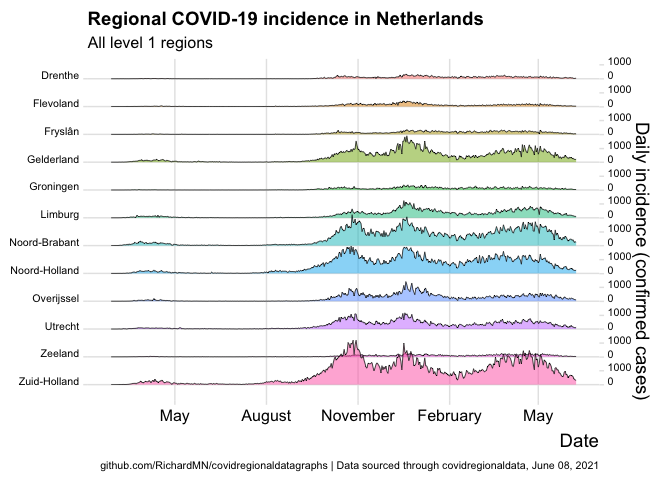 Regional COVID-19 incidence in Netherlands
All level 1 regions
Drenthe
Flevoland
Fryslân
Gelderland
Groningen
Limburg
Noord-Brabant
Noord-Holland
Overijssel
Utrecht
Zeeland
Zuid-Holland
1000
0
1000
0
1000
0
1000
0
1000
0
1000
0
1000
0
1000
0
1000
0
1000
0
1000
0
1000
0
Daily incidence (confirmed cases)
May August November February May
Date
github.com/RichardMN/covidregionaldatagraphs | Data sourced through covidregionaldata, June 08, 2021